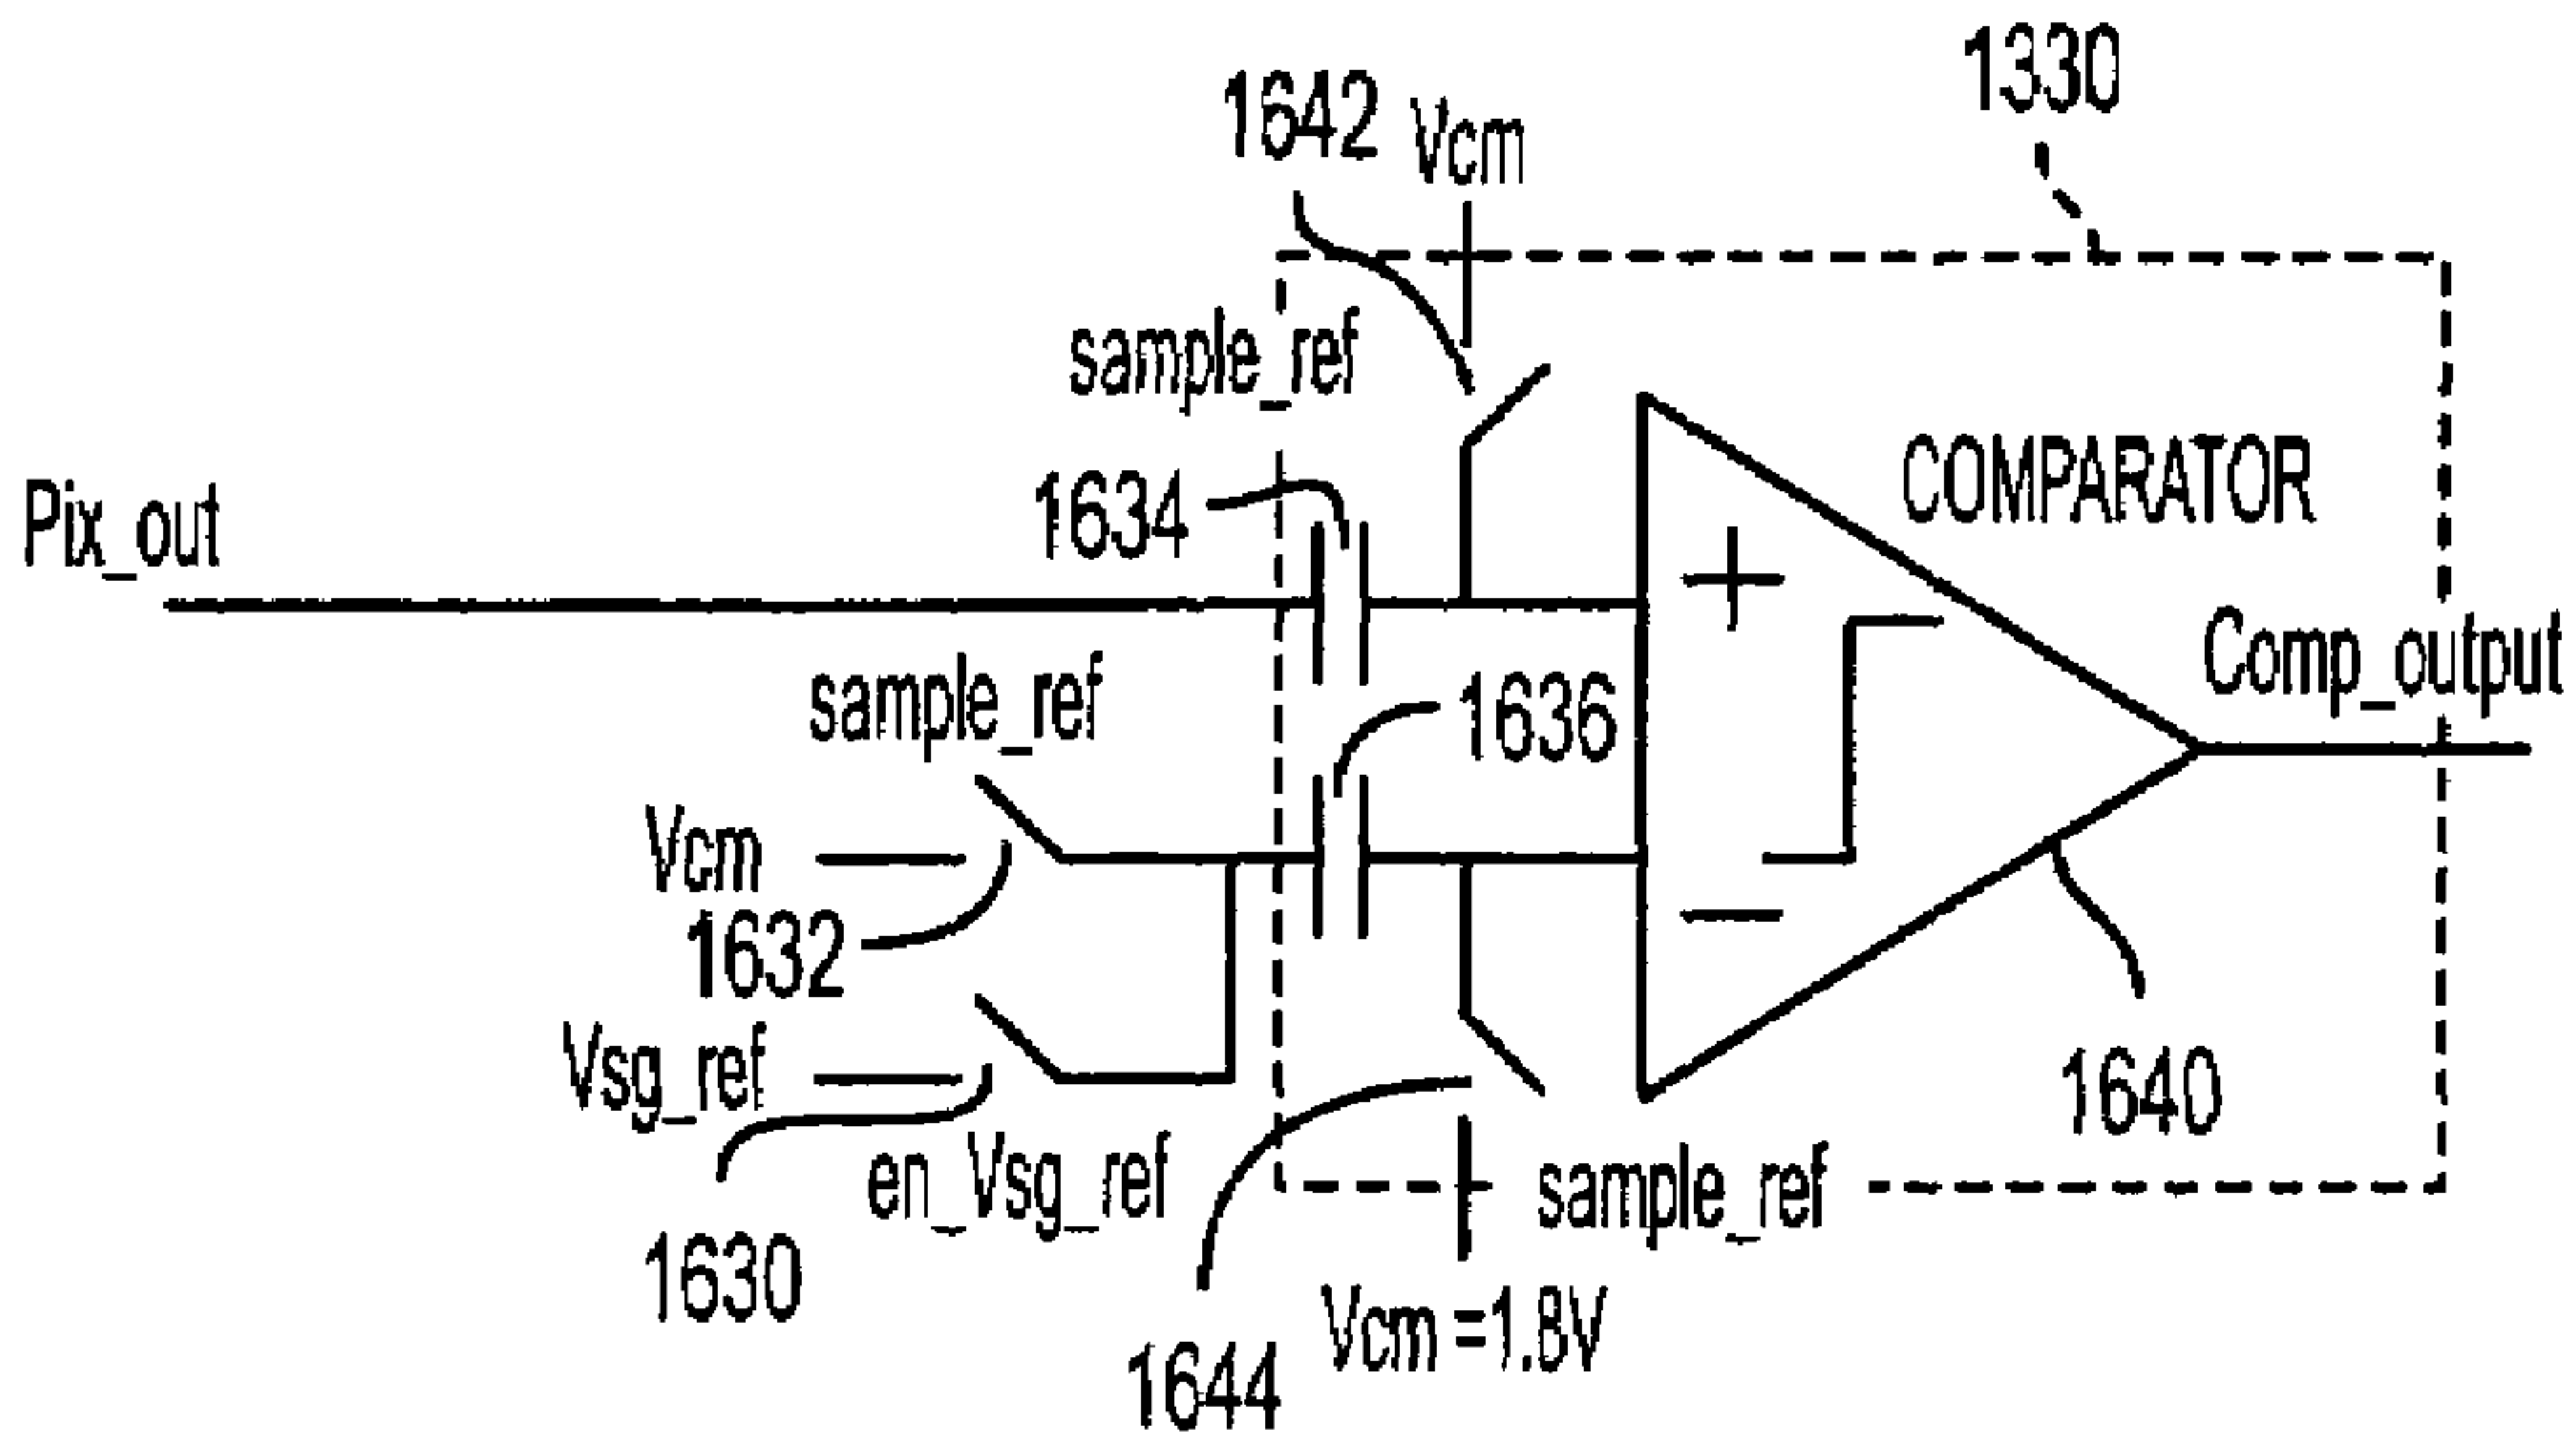 1330
1642
Vcm
sample_ref
COMPARATOR
1634
Pix_out
+
Comp_output
sample_ref
1636
Vcm
1632
−
Vsg_ref
1640
en_Vsg_ref
sample_ref
1630
Vcm =1.8V
1644